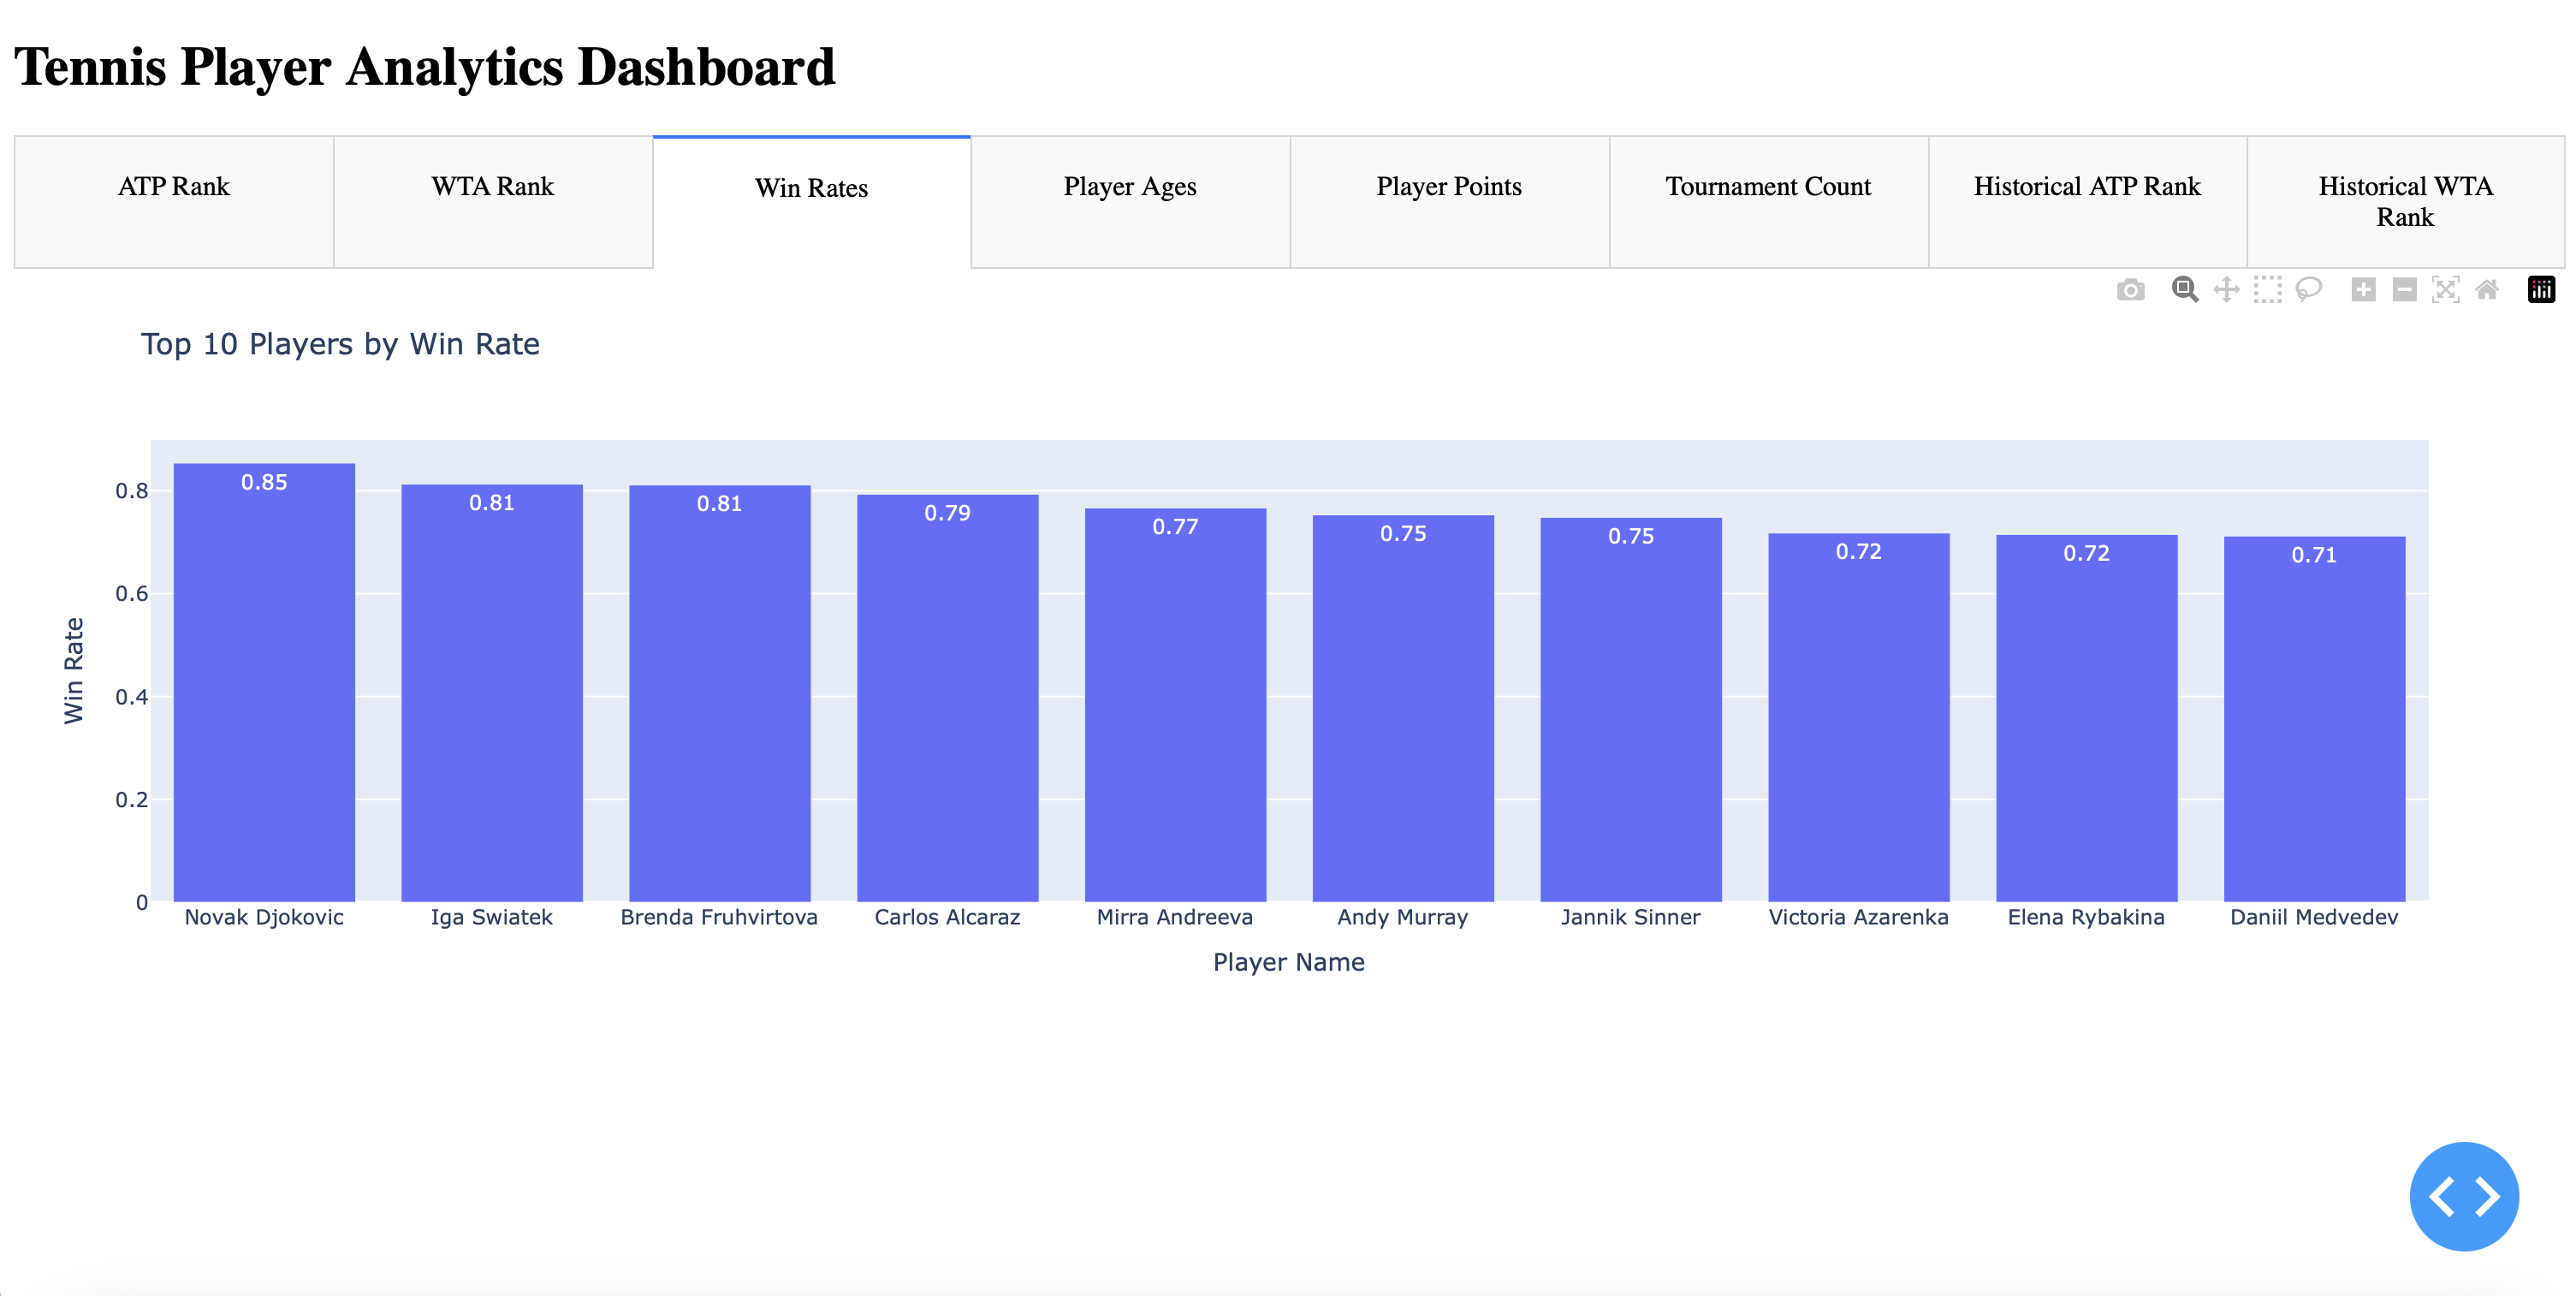 Tennis Player Analytics Dashboard
ATP Rank
WTA Rank
Win Rates
Player Ages
Player Points
Tournament Count
Historical ATP Rank
Historical WTA
Rank
Top 10 Players by Win Rate
0.85
0.81
0.81
0.79
0.77
0.75
0.75
0.72
0.72
0.71
0.8
0.6
0.4
0.2
0
Win Rate
Novak Djokovic
Iga Swiatek
Brenda Fruhvirtova
Carlos Alcaraz
Mirra Andreeva
Andy Murray
Jannik Sinner
Victoria Azarenka
Elena Rybakina
Daniil Medvedev
Player Name